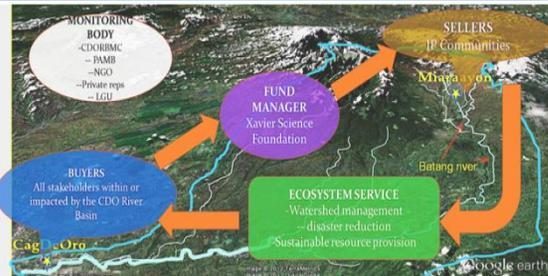 MONITORING
BODY
-CDORBMC
-- PAMB
--NGO
--Private reps
-- LGU
SELLERS
IP Communities
Miarayon
FUND
MANAGER
Xavier Science
Foundation
Batang river
BUYERS
All stakeholders within or
impacted by the CDO River
Basin
ECOSYSTEM SERVICE
-Watershed management
-- disaster reduction
-Sustainable resource provision
CagDeOro
Google earth